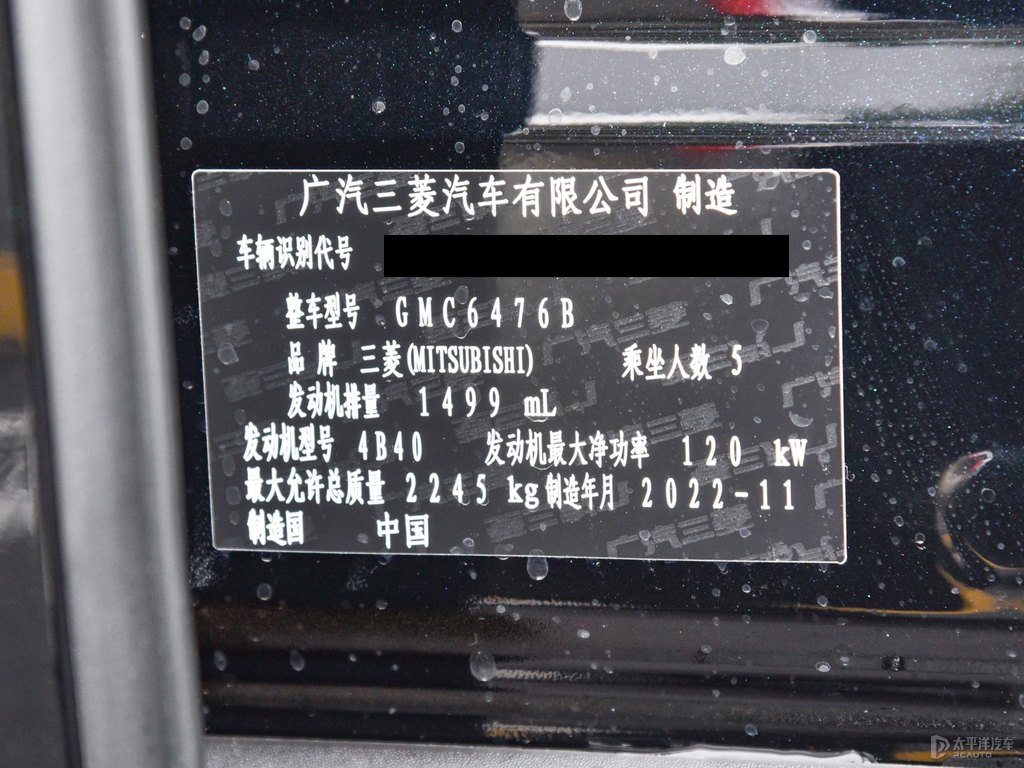 广汽三菱汽车有限公司 制造
车辆识别代号
整车型号 GMC6476B
品牌 三菱(MITSUBISHI) 乘坐人数 5
发动机排量 1499 mL
发动机型号 4B40 发动机最大净功率 120 kW
最大允许总质量 2245 kg 制造年月 2022-11
制造国 中国
太平洋汽车
PCAUTO